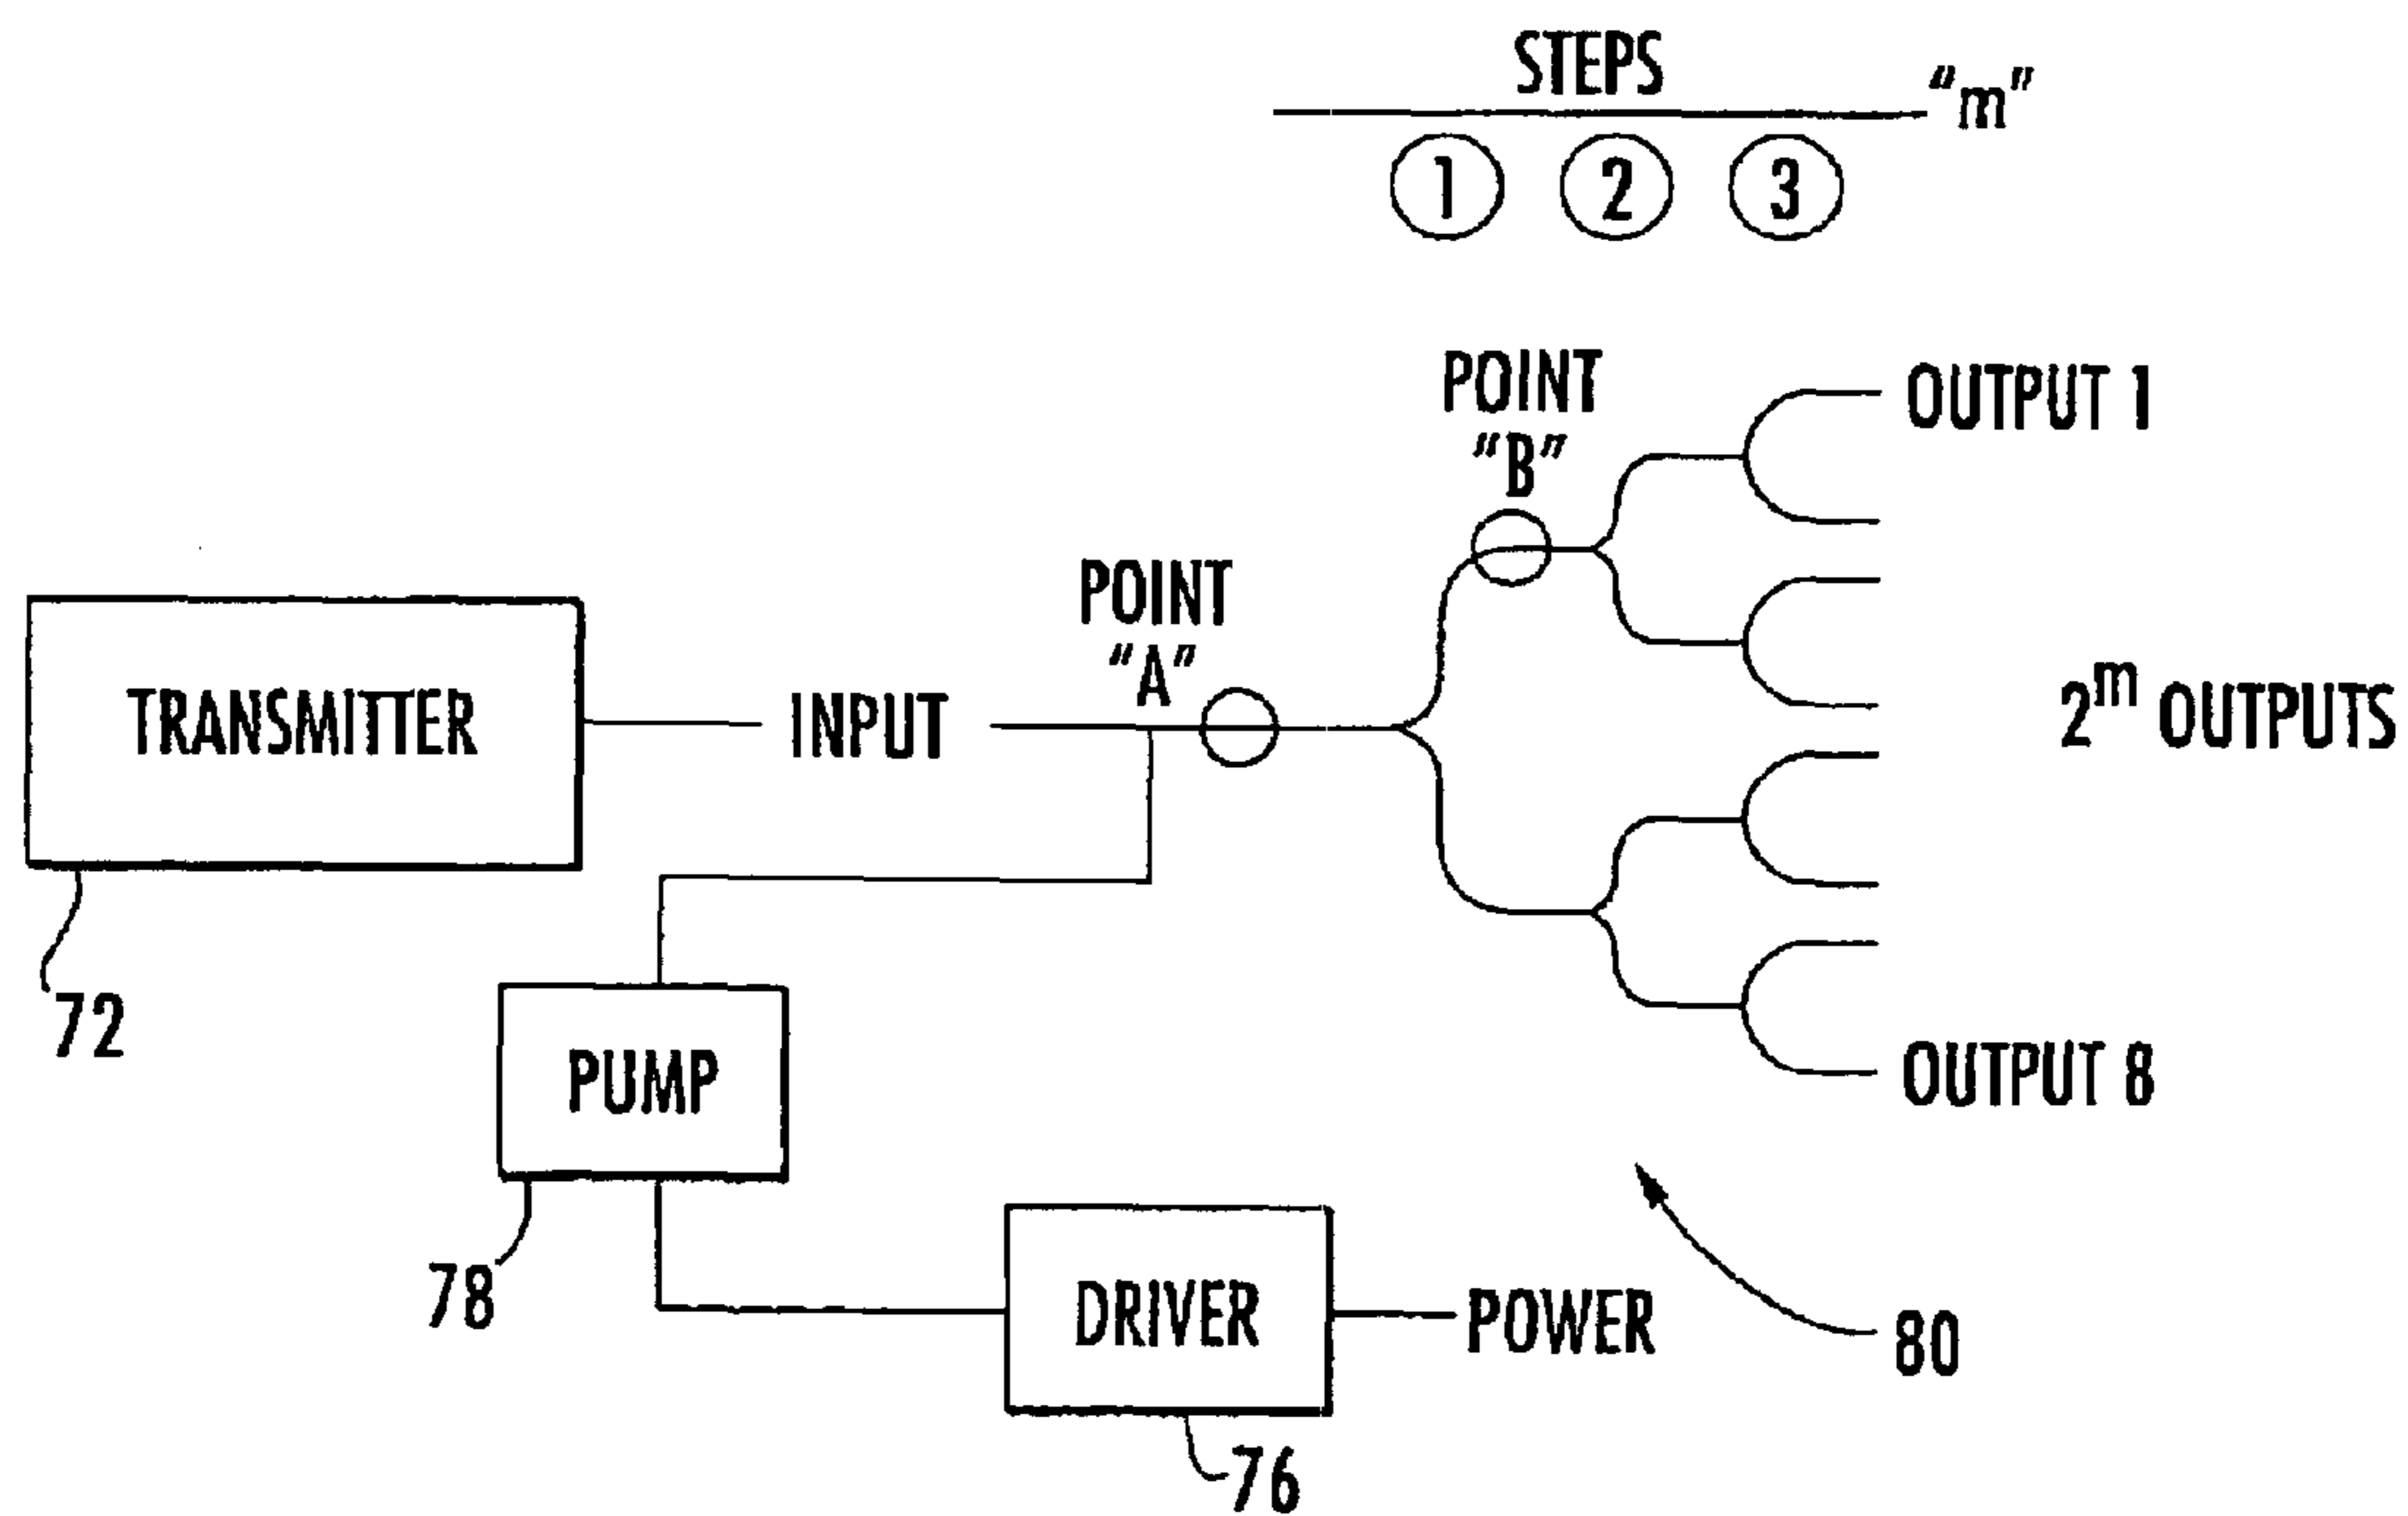 STEPS
"m"
1 2 3
POINT
"B"
OUTPUT 1
POINT
"A"
TRANSMITTER
INPUT
2^m OUTPUTS
72
PUMP
OUTPUT 8
78
DRIVER
POWER
80
76